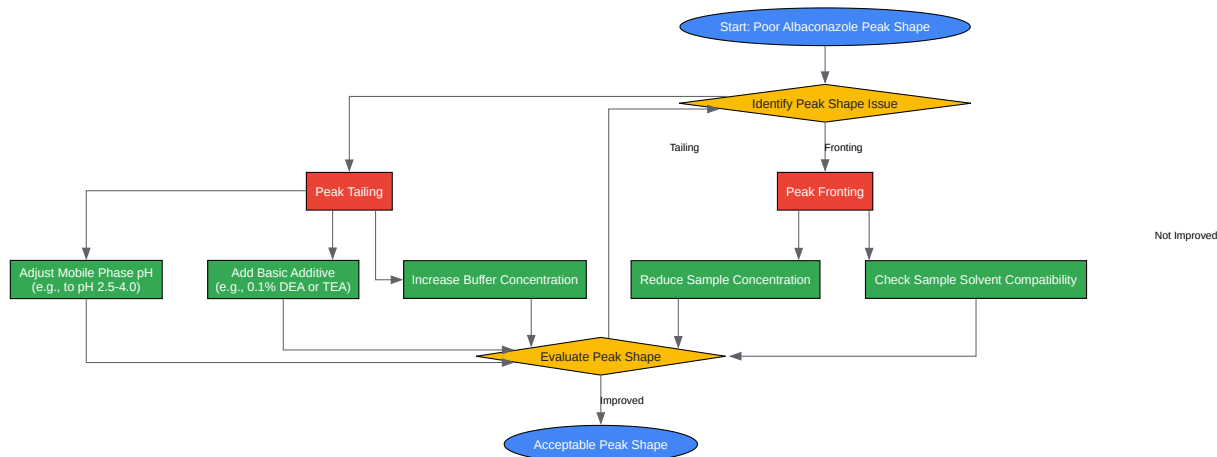 Start: Poor Albaconazole Peak Shape
Identify Peak Shape Issue
Tailing
Fronting
Peak Tailing
Peak Fronting
Not Improved
Adjust Mobile Phase pH
(e.g., to pH 2.5-4.0)
Add Basic Additive
(e.g., 0.1% DEA or TEA)
Increase Buffer Concentration
Reduce Sample Concentration
Check Sample Solvent Compatibility
Evaluate Peak Shape
Improved
Acceptable Peak Shape